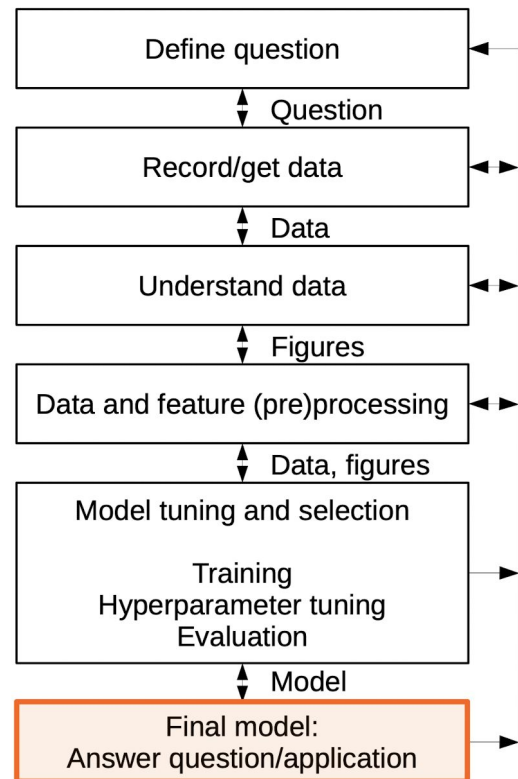 Define question
Question
Record/get data
Data
Understand data
Figures
Data and feature (pre)processing
Data, figures
Model tuning and selection
Training
Hyperparameter tuning
Evaluation
Model
Final model:
Answer question/application